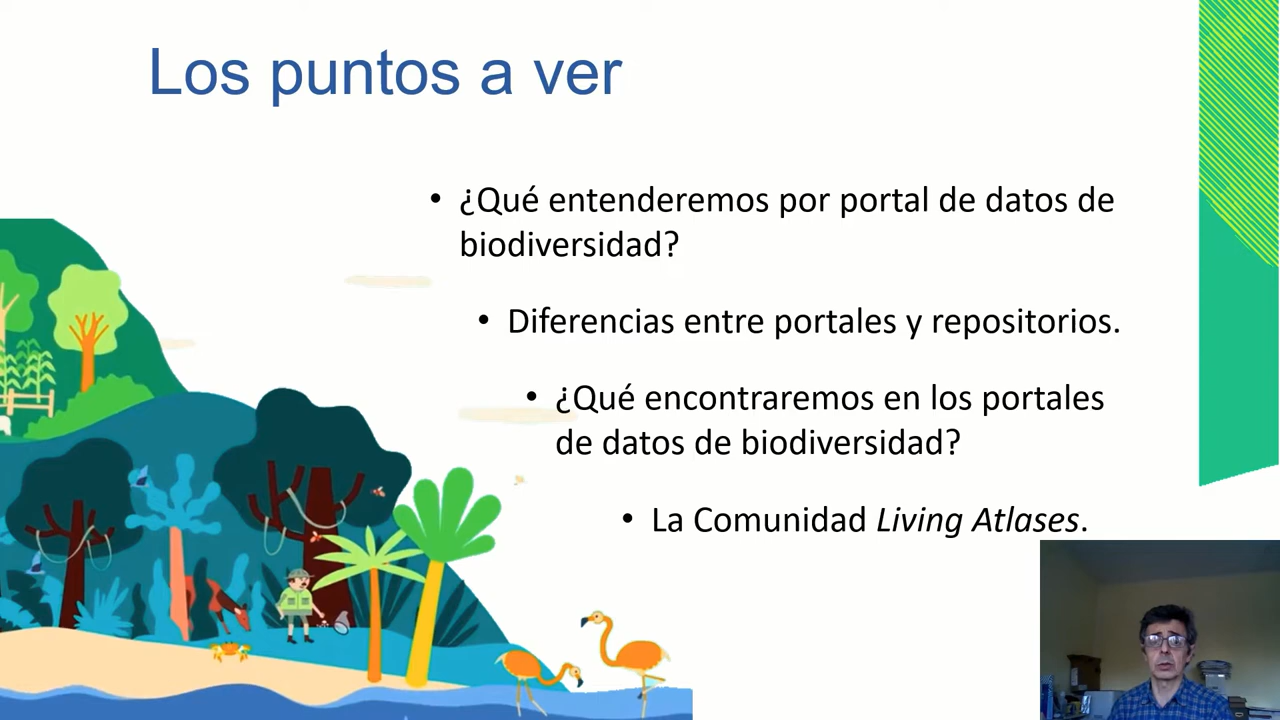 Los puntos a ver
• ¿Qué entenderemos por portal de datos de
biodiversidad?
• Diferencias entre portales y repositorios.
• ¿Qué encontraremos en los portales
de datos de biodiversidad?
• La Comunidad Living Atlases.